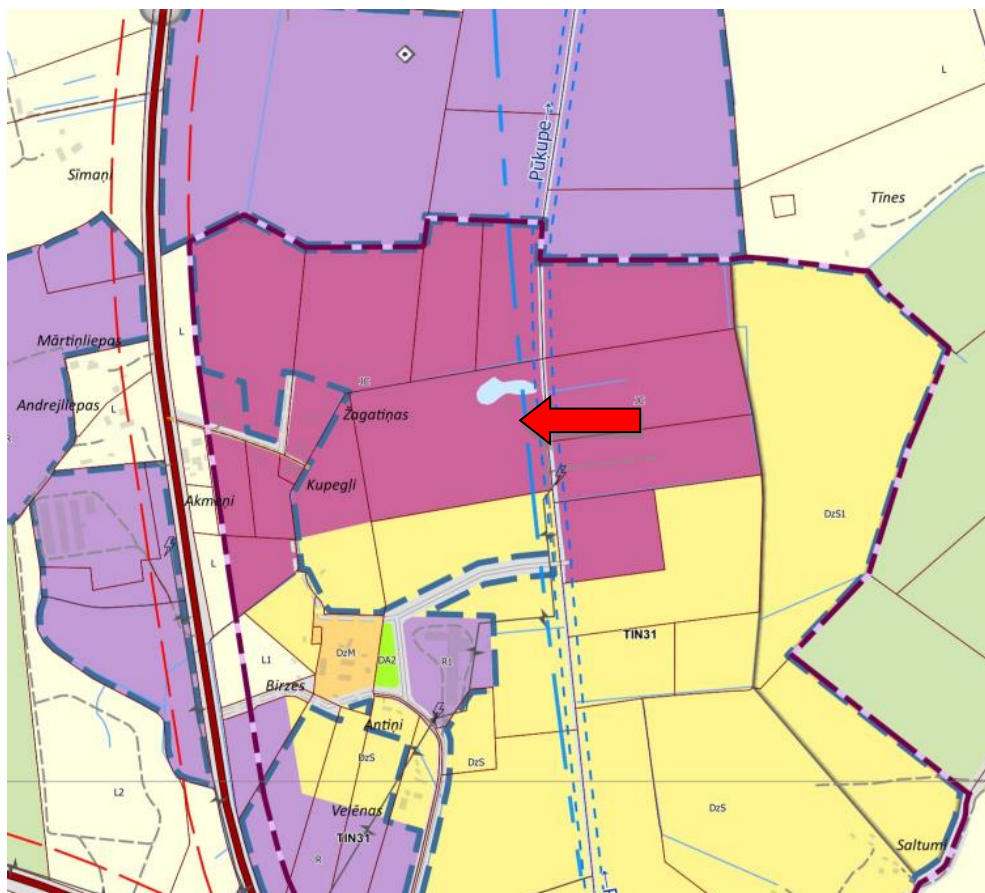 L
Pūkupe
Sīmaņi
Tīnes
L
Mārtiņliepas
JC
Andrejliepas
L
Žagatiņas
JC
R
Kupegļi
Akmeņi
DzS1
L
TIN31
L1
DzM
DA2
R1
Birzes
Antiņi
DzS
DzS
L2
DzS
Velēnas
TIN31
Saltumi
R